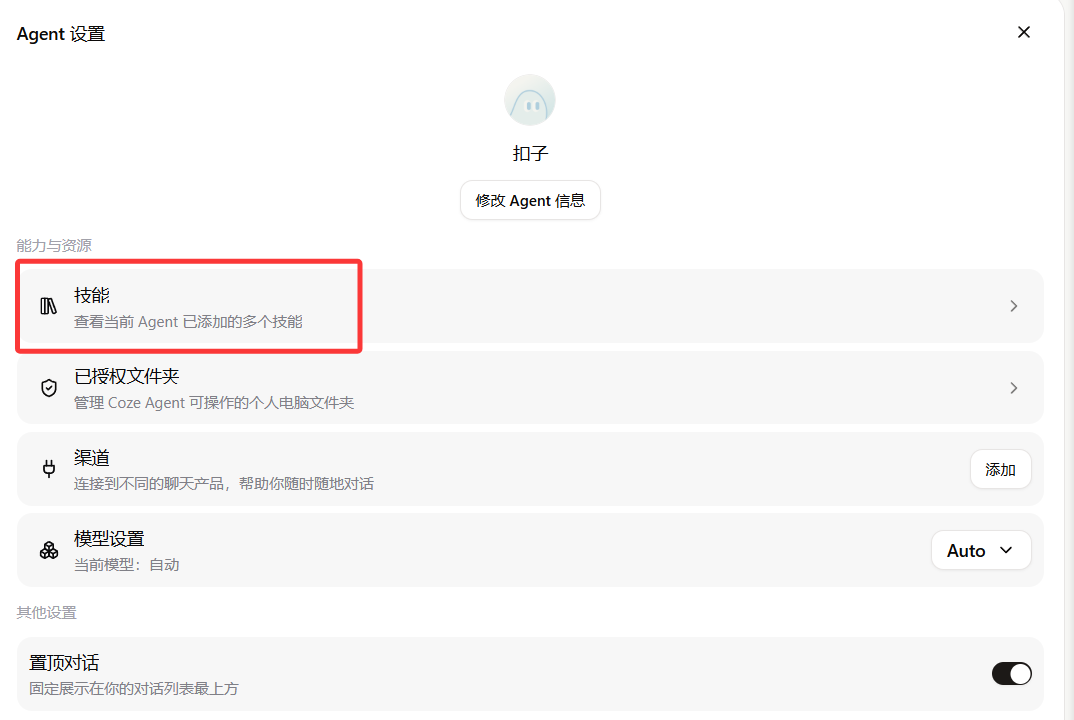 Agent 设置
扣子
修改 Agent 信息
能力与资源
技能
查看当前 Agent 已添加的多个技能
已授权文件夹
管理 Coze Agent 可操作的个人电脑文件夹
渠道
连接到不同的聊天产品，帮助你随时随地对话
添加
模型设置
当前模型：自动
Auto
其他设置
置顶对话
固定展示在你的对话列表最上方